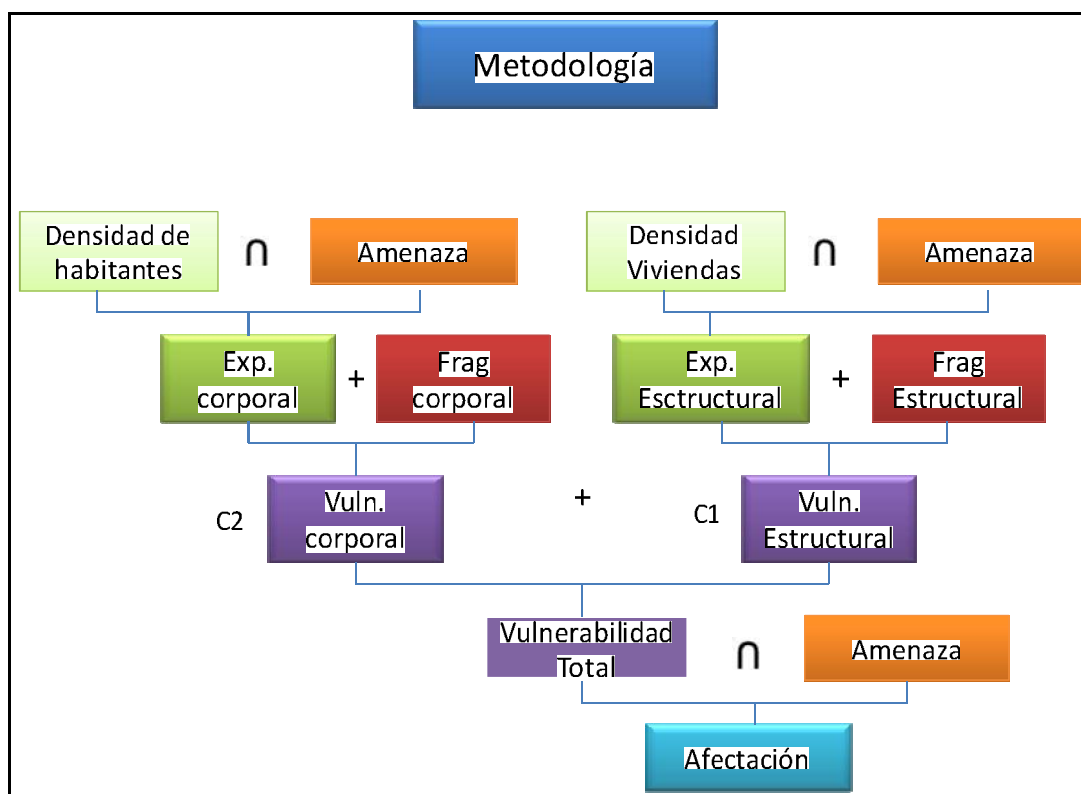 Metodología
Densidad de
habitantes
∩
Amenaza
Densidad
Viviendas
∩
Amenaza
Exp.
corporal
+
Frag
corporal
Exp.
Esctructural
+
Frag
Estructural
C2
Vuln.
corporal
+
C1
Vuln.
Estructural
Vulnerabilidad
Total
∩
Amenaza
Afectación